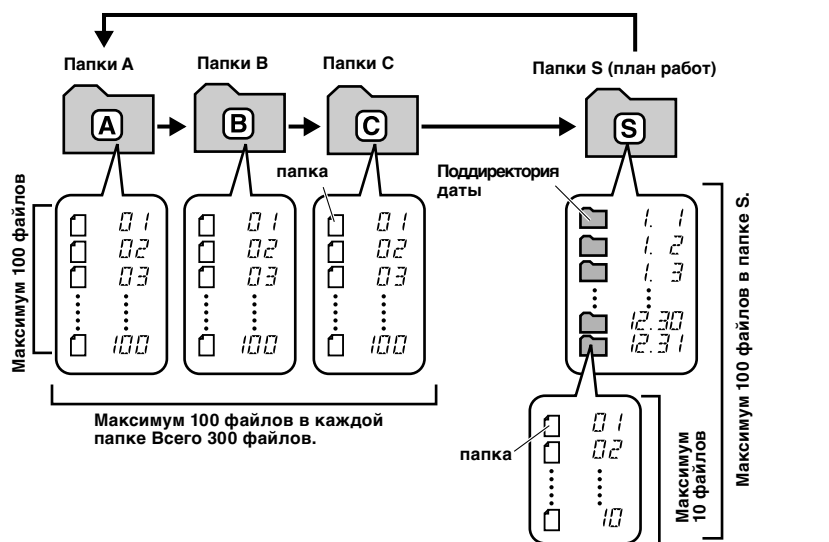 Папки A
Папки B
Папки C
Папки S (план работ)
A
B
C
S
папка
Поддиректория
даты
Максимум 100 файлов
01
02
03
100
01
02
03
100
01
02
03
100
1. 1
1. 2
1. 3
12.30
12.31
Максимум 100 файлов в папке S.
Максимум 100 файлов в каждой
папке Всего 300 файлов.
папка
01
02
10
Максимум
10 файлов